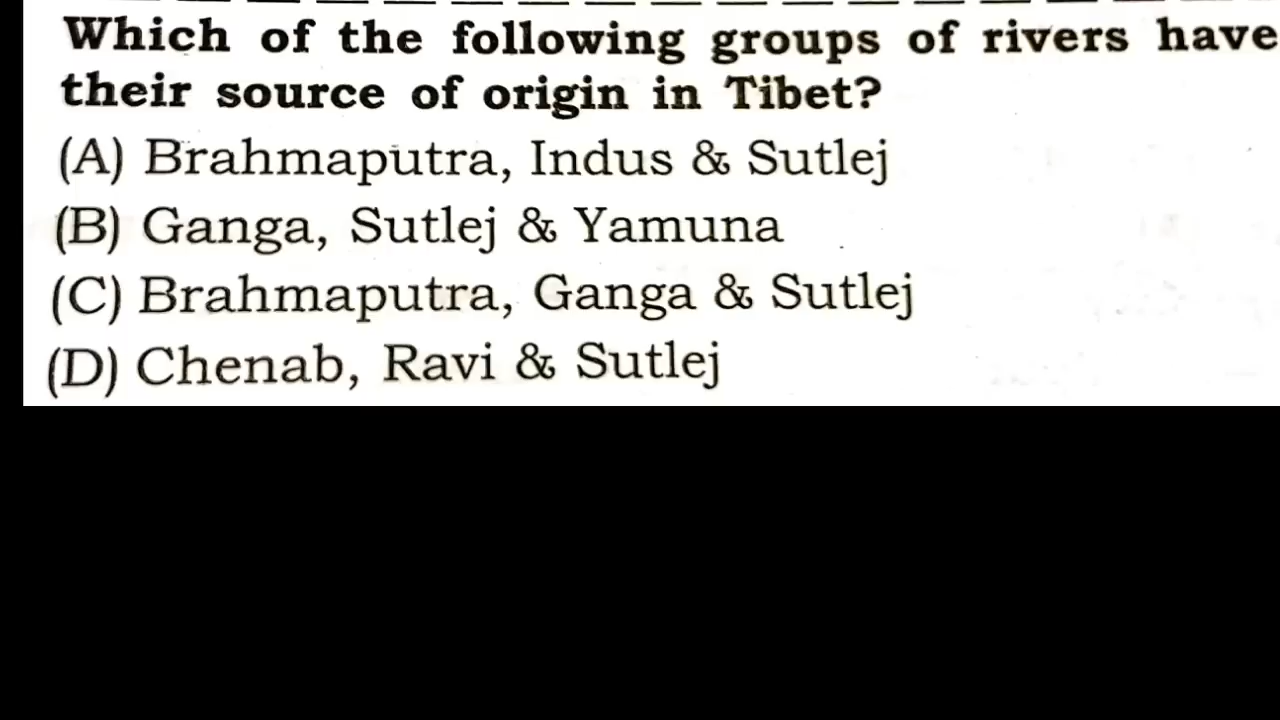 Which of the following groups of rivers have
their source of origin in Tibet?
(A) Brahmaputra, Indus & Sutlej
(B) Ganga, Sutlej & Yamuna
(C) Brahmaputra, Ganga & Sutlej
(D) Chenab, Ravi & Sutlej